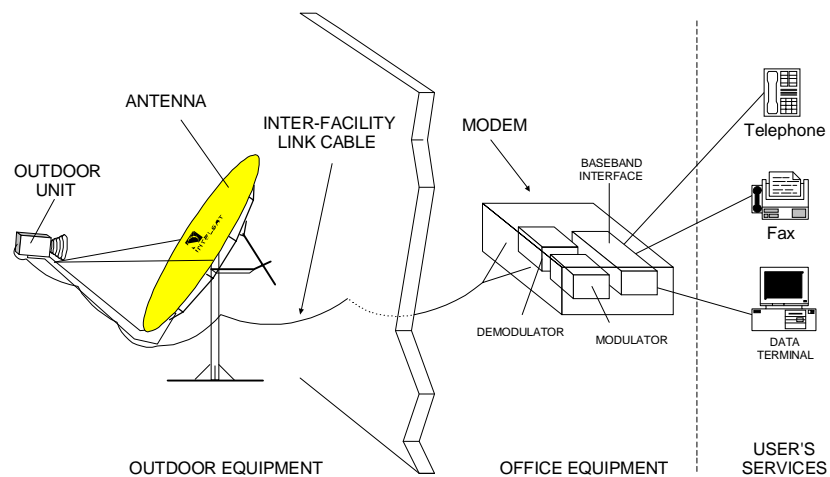 ANTENNA
INTER-FACILITY
LINK CABLE
MODEM
OUTDOOR
UNIT
BASEBAND
INTERFACE
Telephone
Fax
DEMODULATOR
MODULATOR
DATA
TERMINAL
OUTDOOR EQUIPMENT
OFFICE EQUIPMENT
USER'S
SERVICES
INTELSAT